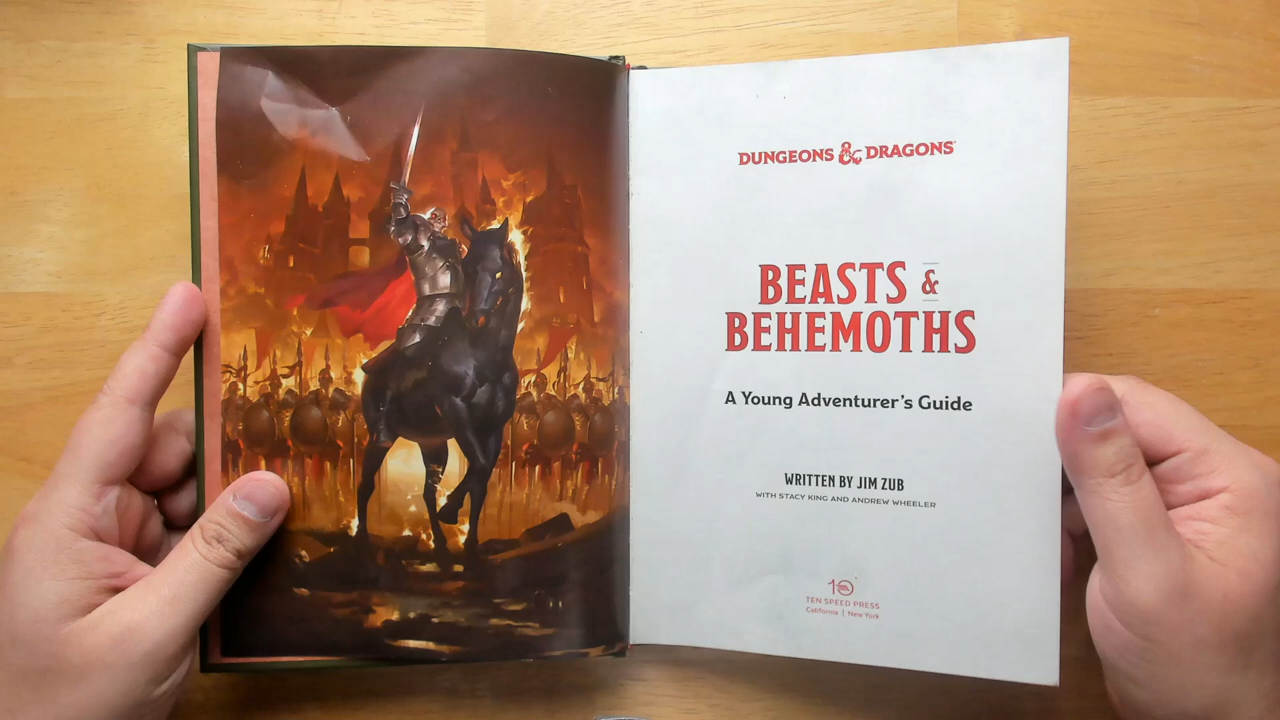 DUNGEONS & DRAGONS
BEASTS &
BEHEMOTHS
A Young Adventurer's Guide
WRITTEN BY JIM ZUB
WITH STACY KING AND ANDREW WHEELER
10
TEN SPEED PRESS
California | New York